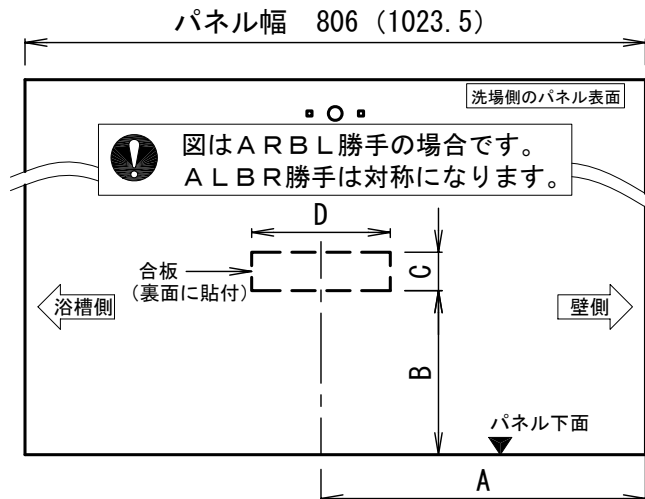 パネル幅 806 (1023.5)
洗場側のパネル表面
図はARBL勝手の場合です。
ALBR勝手は対称になります。
D
合板
(裏面に貼付)
C
浴槽側
壁側
B
パネル下面
A